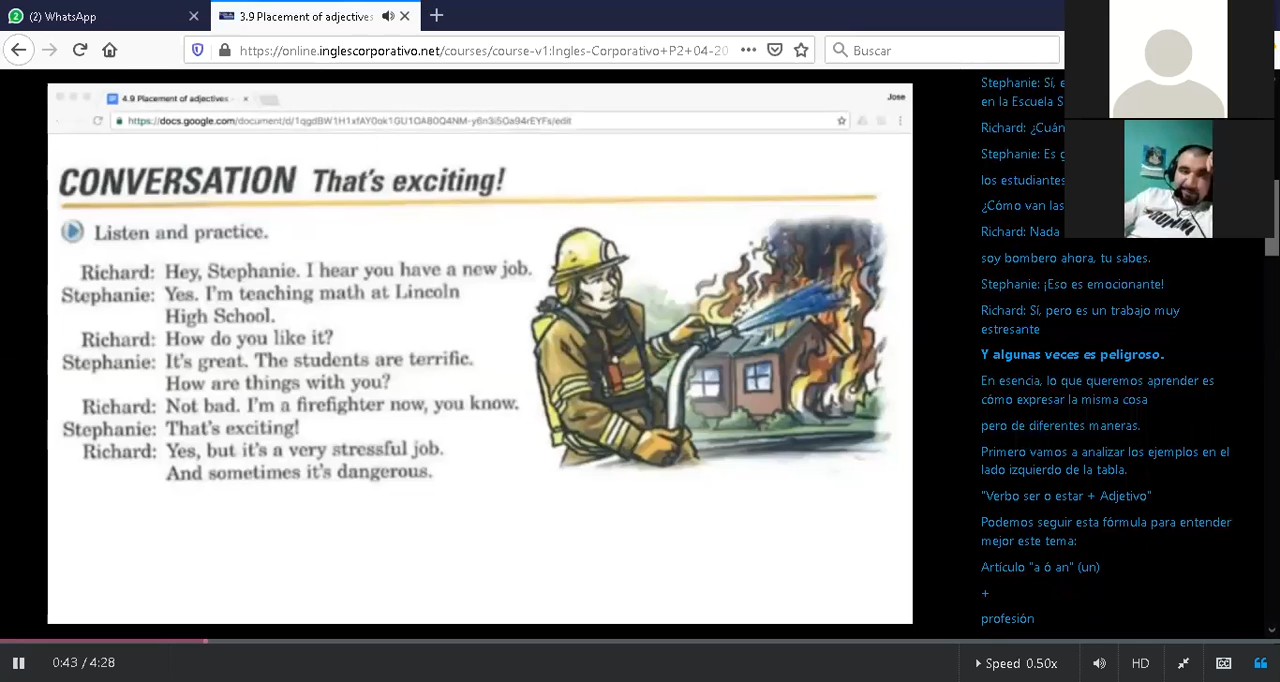 (2) WhatsApp
3.9 Placement of adjectives
https://online.inglescorporativo.net/courses/course-v1:Ingles-Corporativo+P2+04-20
Buscar
4.9 Placement of adjectives
Jose
CONVERSATION That's exciting!
Listen and practice.
Richard: Hey, Stephanie. I hear you have a new job.
Stephanie: Yes. I'm teaching math at Lincoln
High School.
Richard: How do you like it?
Stephanie: It's great. The students are terrific.
How are things with you?
Richard: Not bad. I'm a firefighter now, you know.
Stephanie: That's exciting!
Richard: Yes, but it's a very stressful job.
And sometimes it's dangerous.
Stephanie: Sí,
en la Escuela
Richard:
Stephanie: Es
los estudiantes
¿Cómo van las
Richard: Nada
soy bombero ahora, tu sabes.
Stephanie: ¡Eso es emocionante!
Richard: Sí, pero es un trabajo muy
estresante
Y algunas veces es peligroso.
En esencia, lo que queremos aprender es
cómo expresar la misma cosa
pero de diferentes maneras.
Primero vamos a analizar los ejemplos en el
lado izquierdo de la tabla.
"Verbo ser o estar + Adjetivo"
Podemos seguir esta fórmula para entender
mejor este tema:
Artículo "a ó an" (un)
+
profesión
0:43 / 4:28
Speed 0.50x
HD
CC